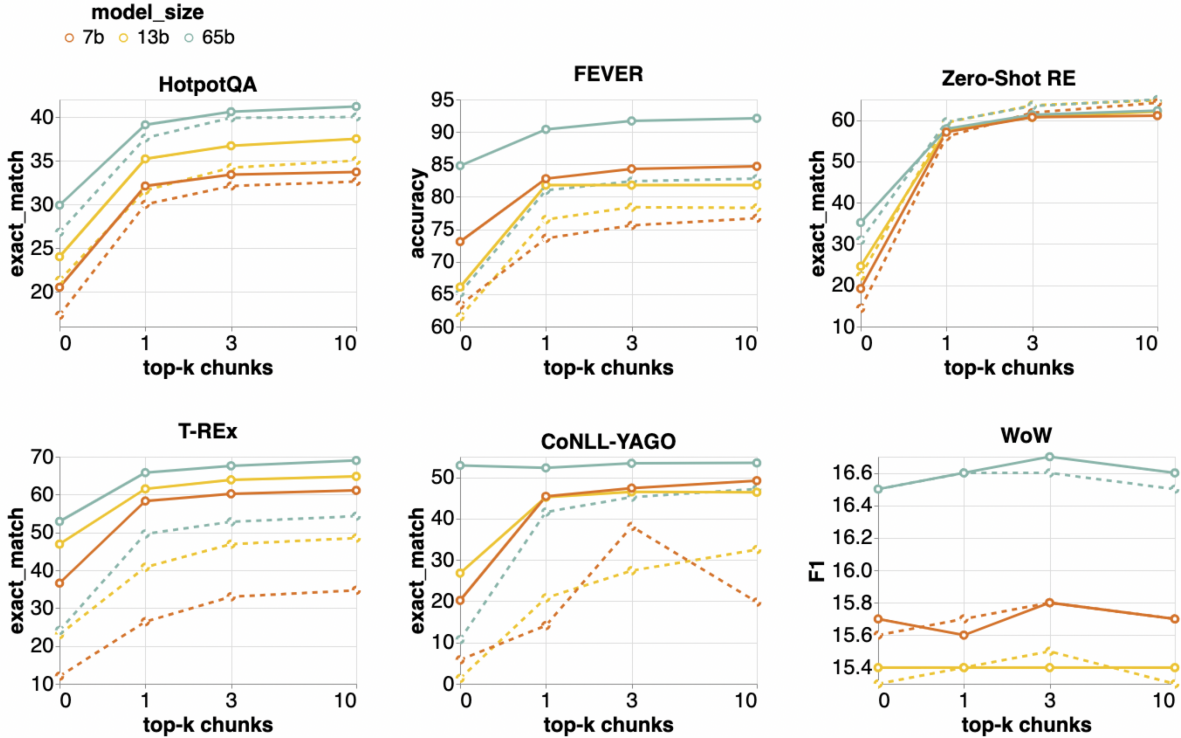 model_size
7b 13b 65b
HotpotQA
exact_match
40
35
30
25
20
0 1 3 10
top-k chunks
FEVER
accuracy
95
90
85
80
75
70
65
60
0 1 3 10
top-k chunks
Zero-Shot RE
exact_match
60
50
40
30
20
10
0 1 3 10
top-k chunks
T-REx
exact_match
70
60
50
40
30
20
10
0 1 3 10
top-k chunks
CoNLL-YAGO
exact_match
50
40
30
20
10
0
0 1 3 10
top-k chunks
WoW
F1
16.6
16.4
16.2
16.0
15.8
15.6
15.4
0 1 3 10
top-k chunks